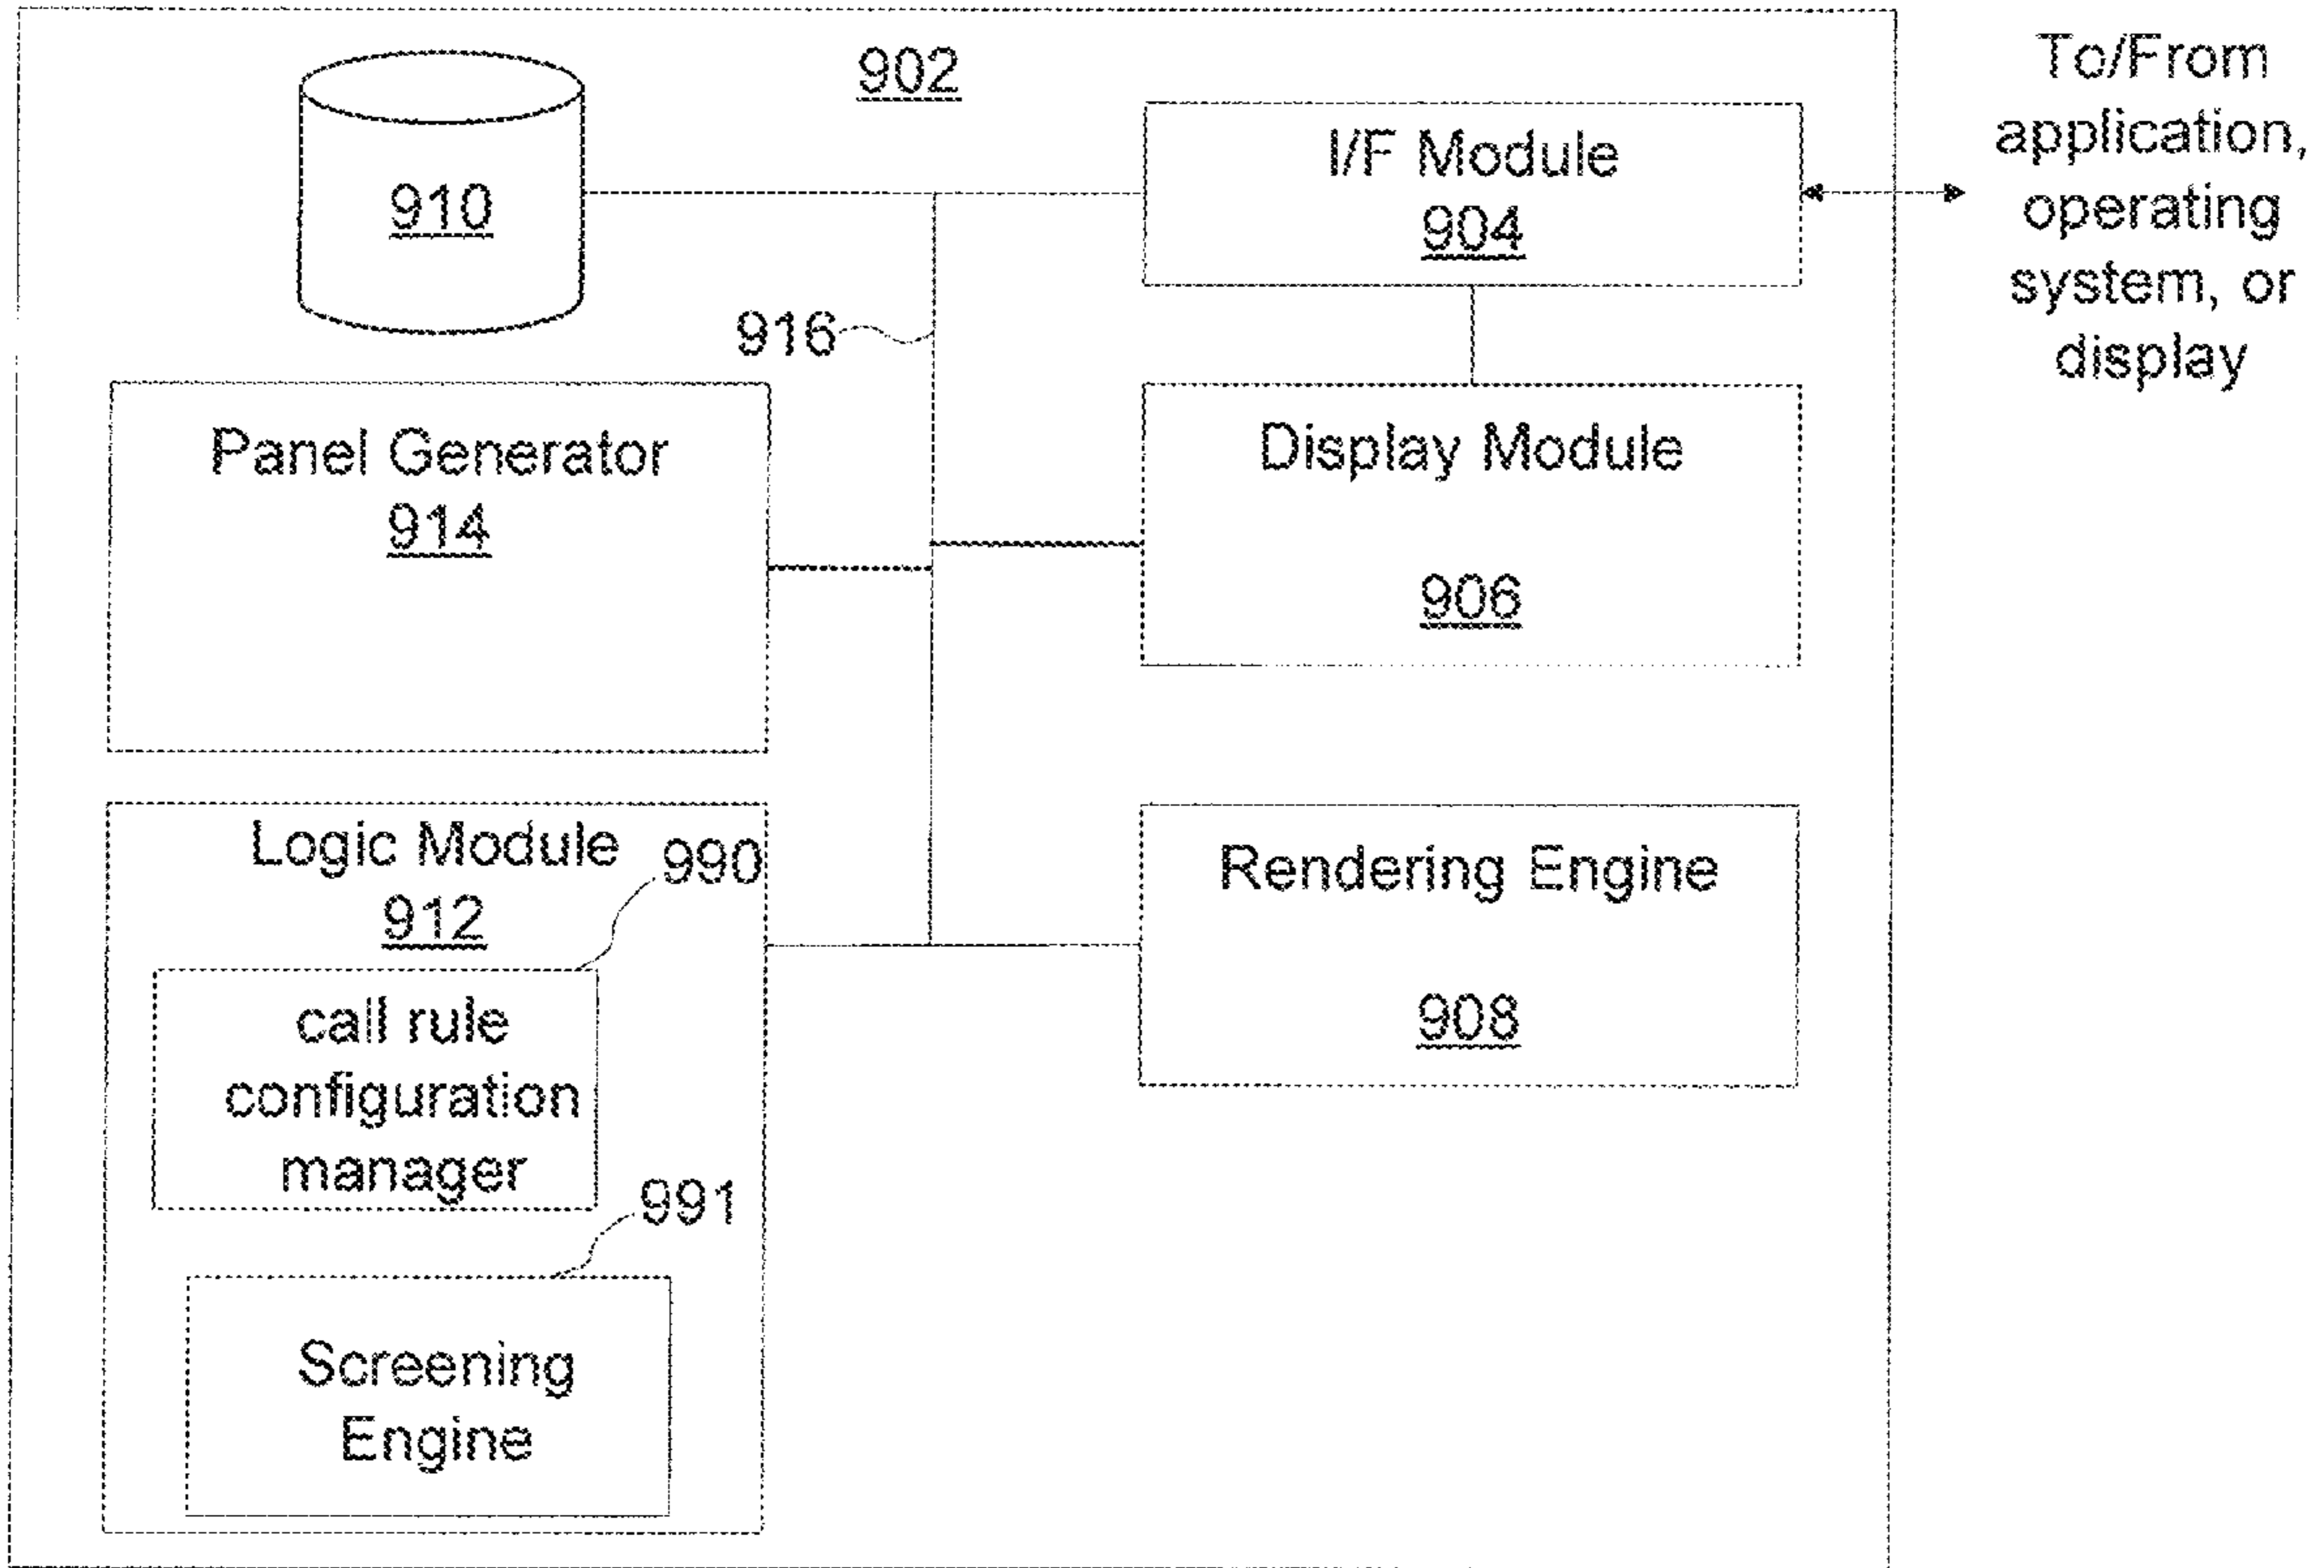 902
910
I/F Module
904
To/From
application,
operating
system, or
display
916
Panel Generator
914
Display Module
906
Logic Module
912
990
call rule
configuration
manager
991
Screening
Engine
Rendering Engine
908